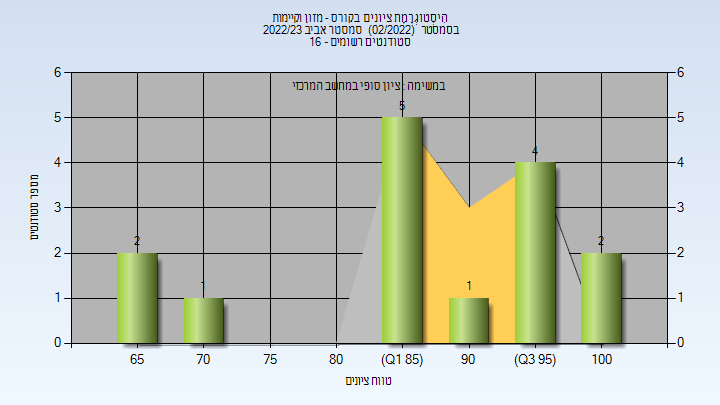 הִיסְטוֹגְרָמַת ציונים בקורס - מזון וקיימות
בסמסטר (02/2022) סמסטר אביב 2022/23
סטודנטים רשומים - 16
במשימה : ציון סופי במחשב המרכזי
6 6
5 5
4 4
3 3
2 2
1 1
0 0
2 1 5 1 4 2
מספר סטודנטים
65 70 75 80 (Q1 85) 90 (Q3 95) 100
טווח ציונים